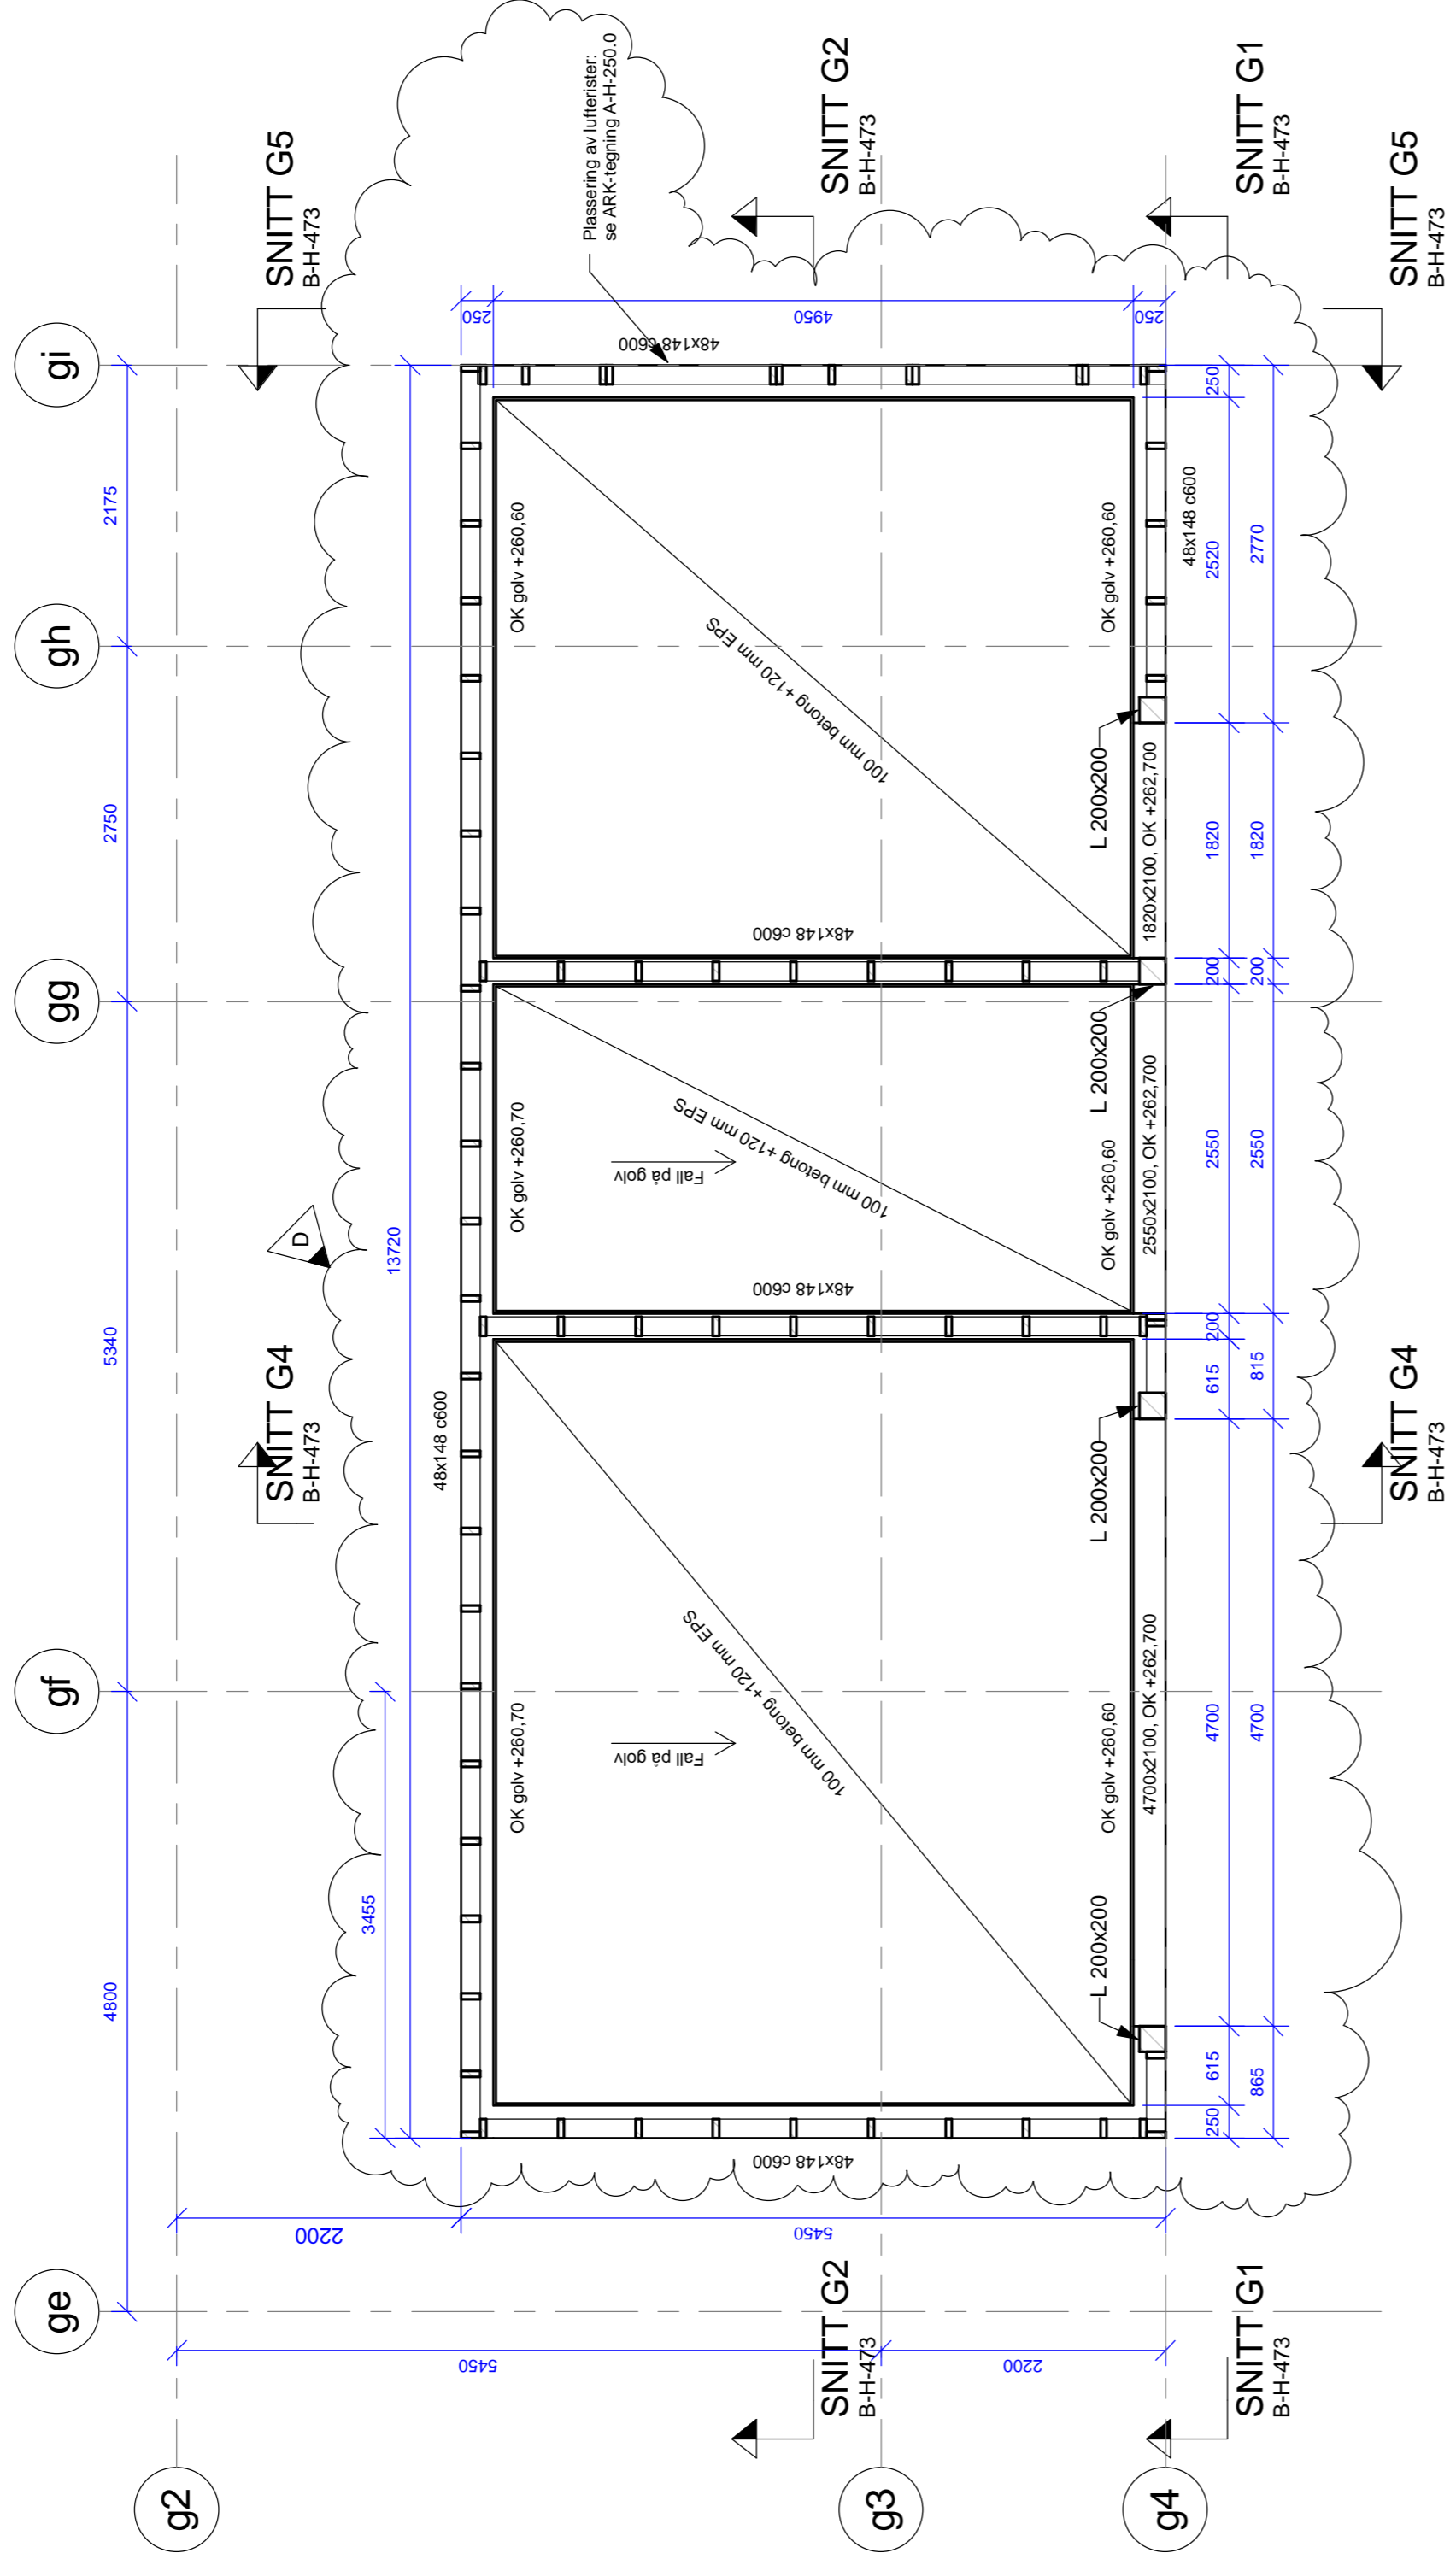 ge
gf
gg
gh
gi
4800
5340
2750
2175
g2
g3
g4
5450
2200
2200
5450
3455
13720
SNITT G4
B-H-473
SNITT G5
B-H-473
D
48x148 c600
250
4950
250
48x148 c600
Plassering av lufterister:
se ARK-tegning A-H-250.0
SNITT G2
B-H-473
SNITT G1
B-H-473
SNITT G5
B-H-473
OK golv +260,70
OK golv +260,70
OK golv +260,60
Fall på golv
Fall på golv
100 mm betong +120 mm EPS
100 mm betong +120 mm EPS
100 mm betong +120 mm EPS
48x148 c600
48x148 c600
48x148 c600
L 200x200
L 200x200
L 200x200
L 200x200
OK golv +260,60
OK golv +260,60
OK golv +260,60
4700x2100, OK +262,700
2550x2100, OK +262,700
1820x2100, OK +262,700
48x148 c600
250
615
4700
615
200
2550
200
1820
2520
250
865
4700
815
2550
200
1820
2770
SNITT G2
B-H-473
SNITT G1
B-H-473
SNITT G4
B-H-473